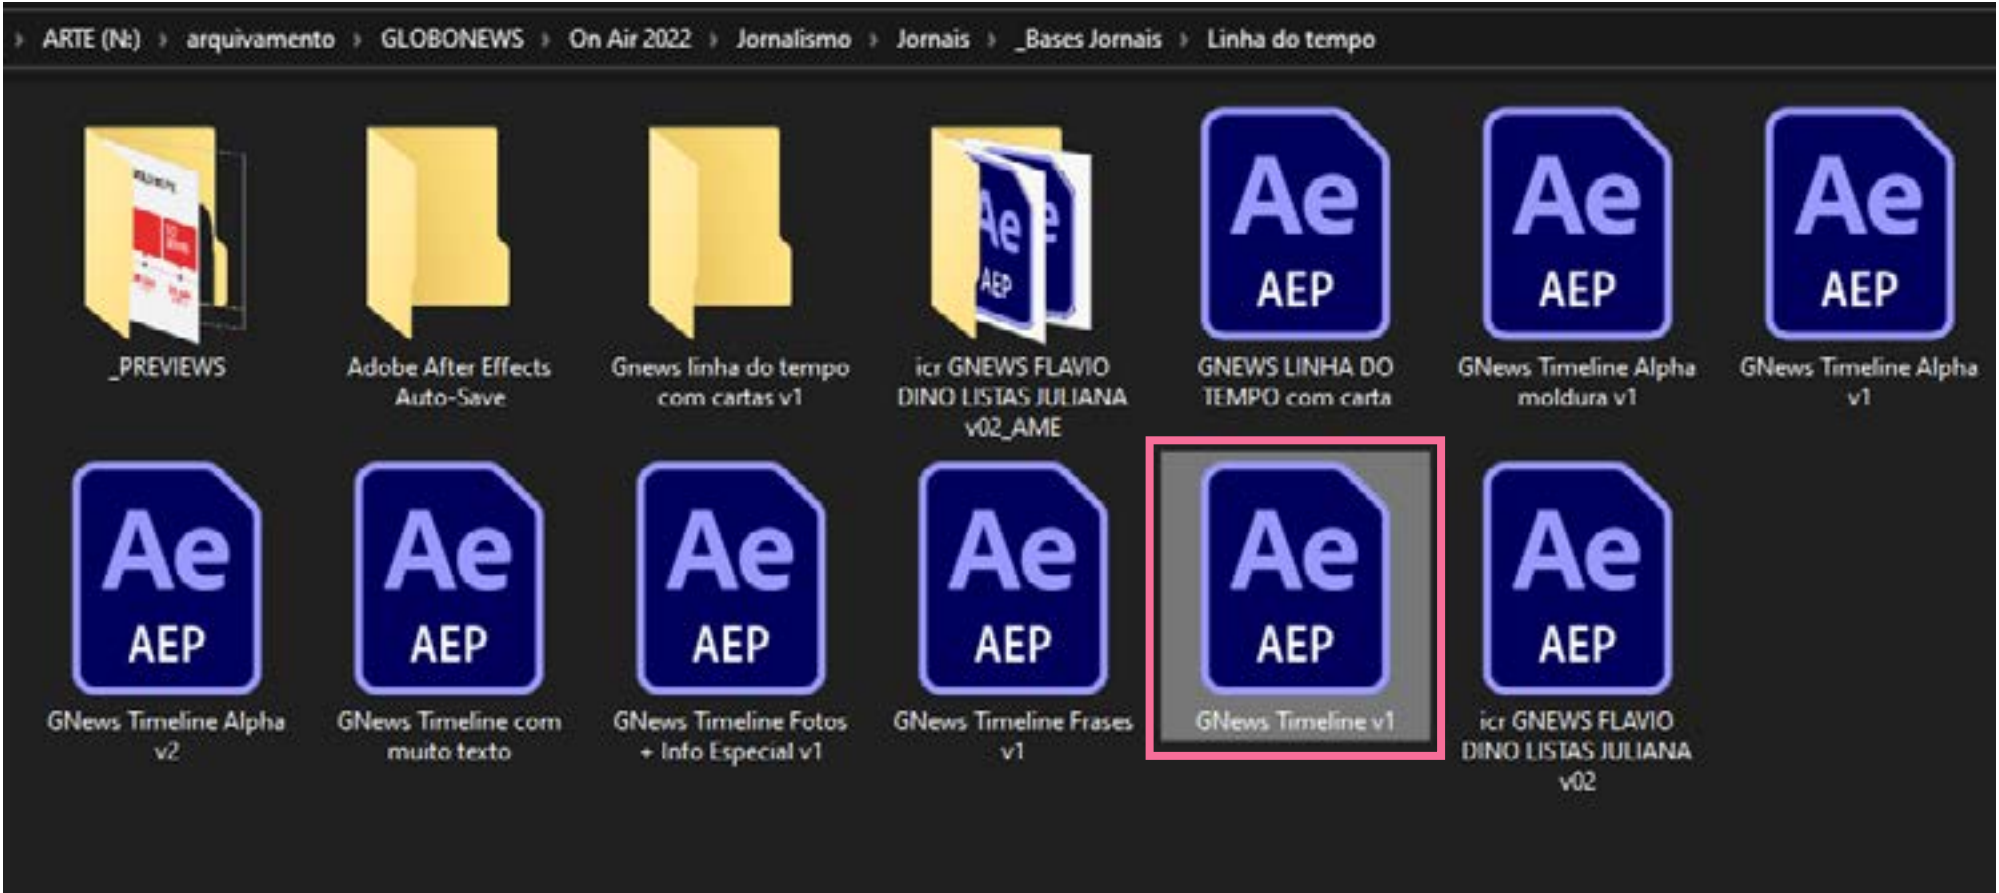 › ARTE (N:) › arquivamento › GLOBONEWS › On Air 2022 › Jornalismo › Jornais › _Bases Jornais › Linha do tempo
_PREVIEWS
Adobe After Effects
Auto-Save
Gnews linha do tempo
com cartas v1
Ae
AEP
icr GNEWS FLAVIO
DINO LISTAS JULIANA
v02_AME
Ae
AEP
GNEWS LINHA DO
TEMPO com carta
Ae
AEP
GNews Timeline Alpha
moldura v1
Ae
AEP
GNews Timeline Alpha
v1
Ae
AEP
GNews Timeline Alpha
v2
Ae
AEP
GNews Timeline com
muito texto
Ae
AEP
GNews Timeline Fotos
+ Info Especial v1
Ae
AEP
GNews Timeline Frases
v1
Ae
AEP
GNews Timeline v1
Ae
AEP
icr GNEWS FLAVIO
DINO LISTAS JULIANA
v02